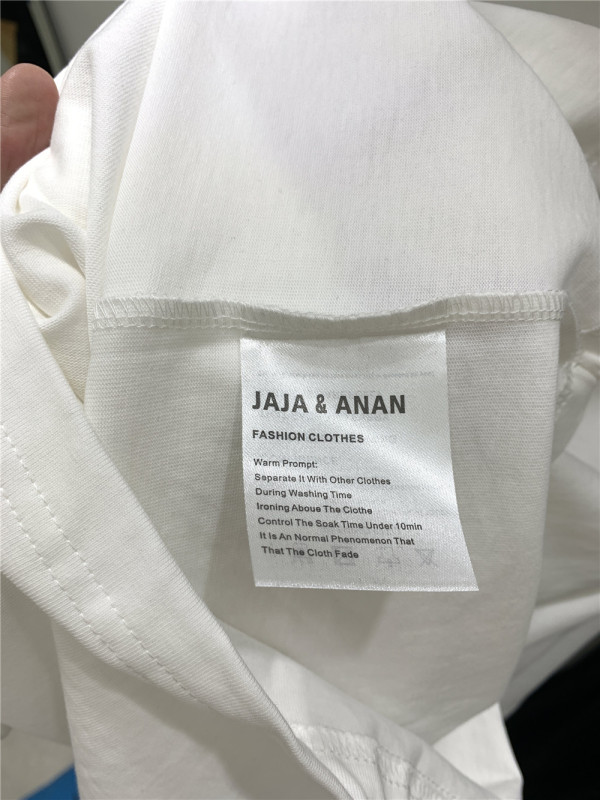 JAJA & ANAN
FASHION CLOTHES
Warm Prompt:
Separate It With Other Clothes
During Washing Time
Ironing Aboue The Ciothe
Control The Soak Time Under 10min
It Is An Normal Phenomenon That
That The Cloth Fade